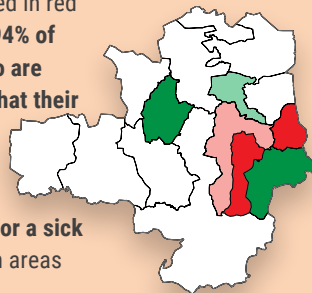 ed in red
94% of
o are
hat their
or a sick
n areas